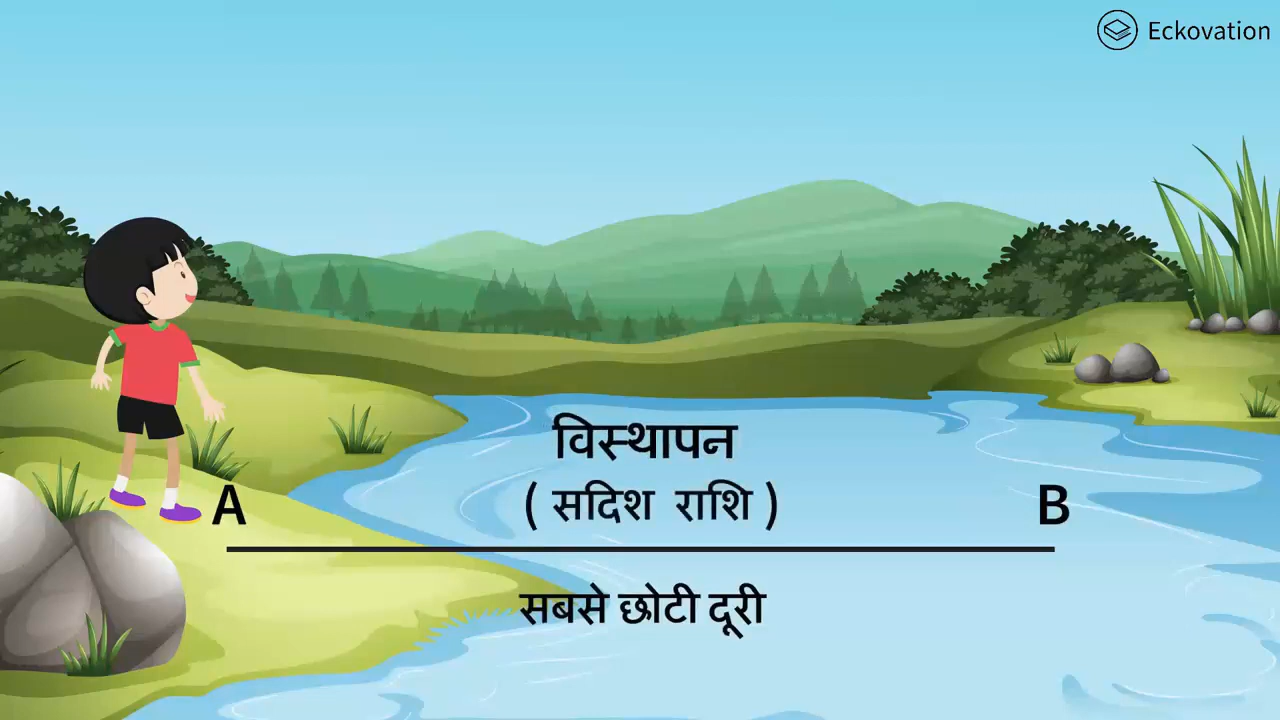 Eckovation
विस्थापन
( सदिश राशि )
A B
सबसे छोटी दूरी